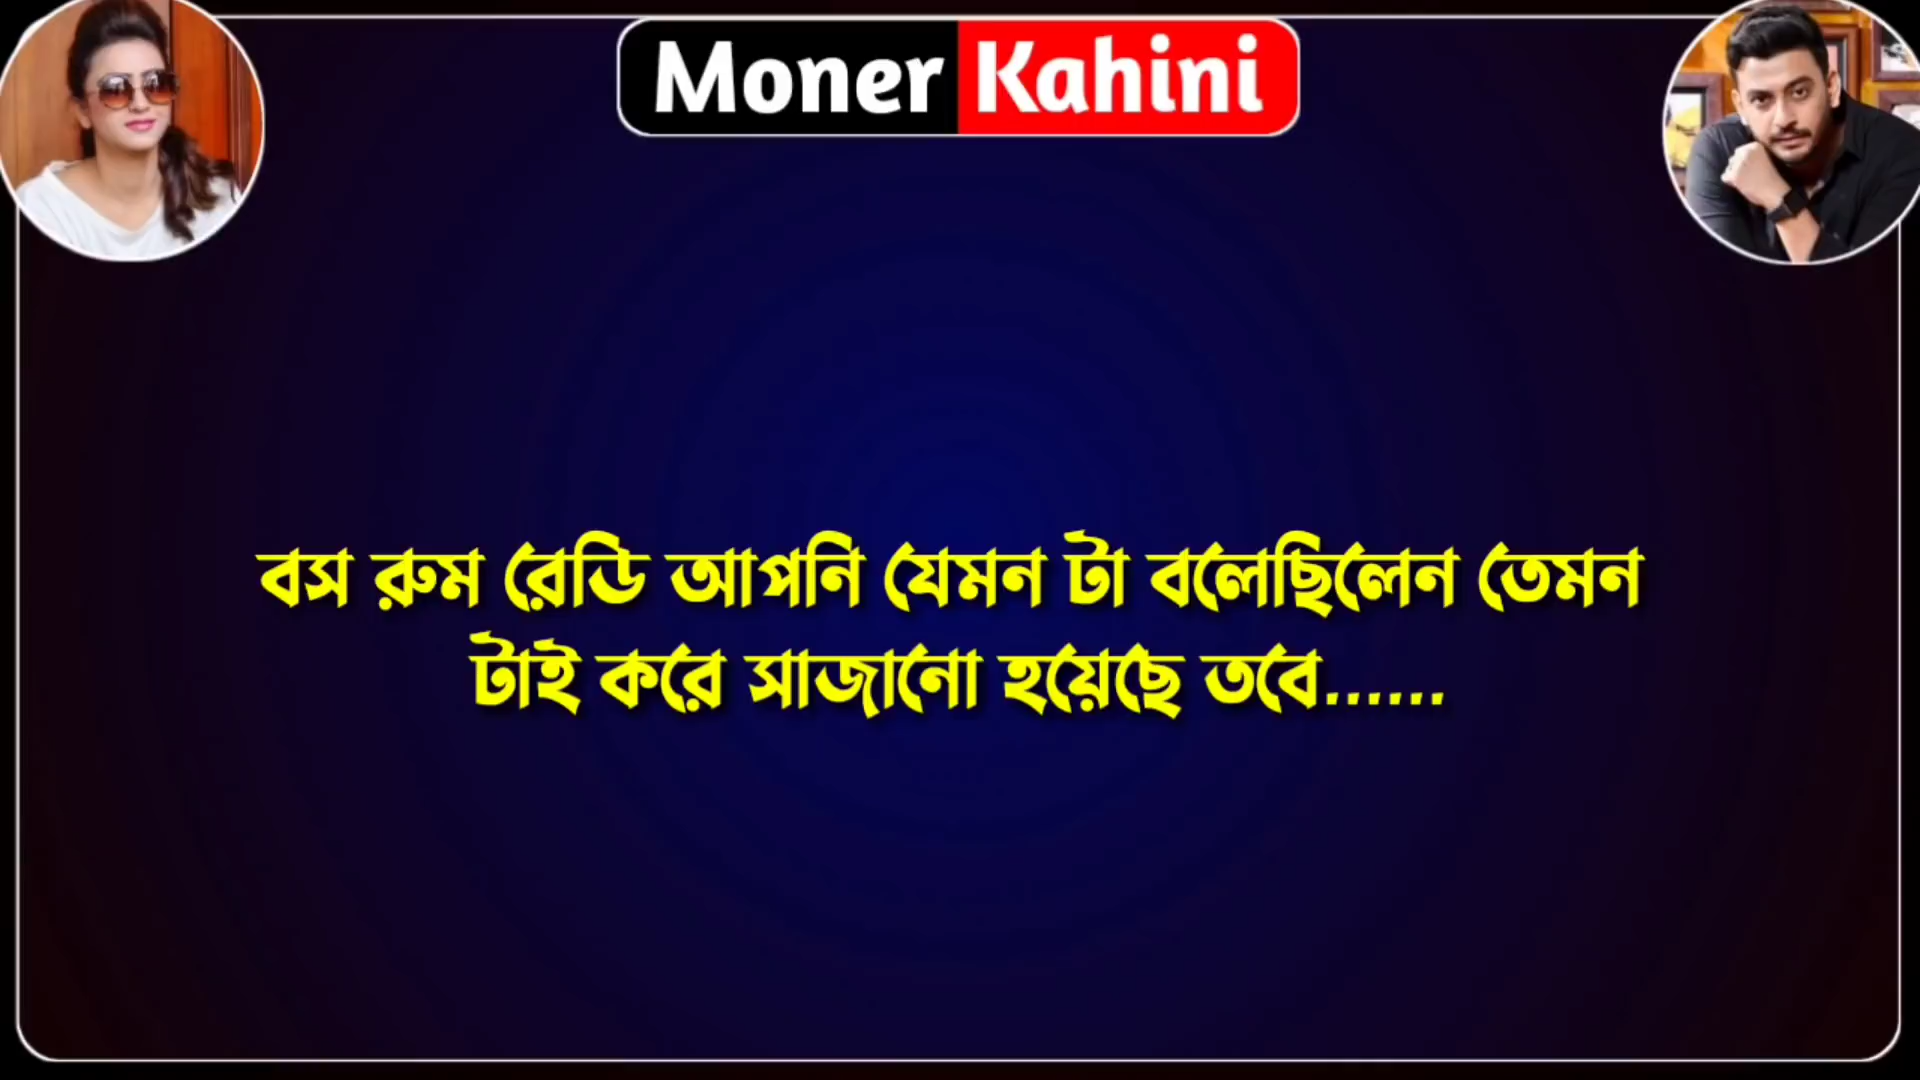 Moner Kahini
বস রুম রেডি আপনি যেমন টা বলেছিলেন তেমন
টাই করে সাজানো হয়েছে তবে......